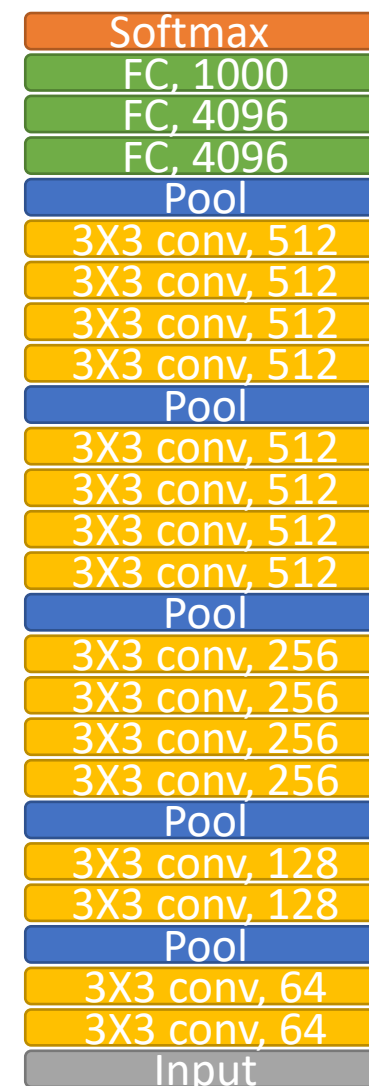 Softmax
FC, 1000
FC, 4096
FC, 4096
Pool
3X3 conv, 512
3X3 conv, 512
3X3 conv, 512
3X3 conv, 512
Pool
3X3 conv, 512
3X3 conv, 512
3X3 conv, 512
3X3 conv, 512
Pool
3X3 conv, 256
3X3 conv, 256
3X3 conv, 256
3X3 conv, 256
Pool
3X3 conv, 128
3X3 conv, 128
Pool
3X3 conv, 64
3X3 conv, 64
Input